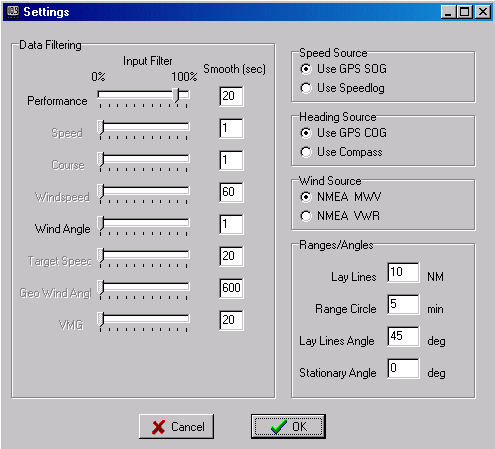 Settings
Data Filtering
Input Filter
0% 100% Smooth (sec)
Performance 20
Speed 1
Course 1
Windspeed 60
Wind Angle 1
Target Speec 20
Geo Wind Angl 600
VMG 20
Speed Source
Use GPS SOG
Use Speedlog
Heading Source
Use GPS COG
Use Compass
Wind Source
NMEA MWV
NMEA VWR
Ranges/Angles
Lay Lines 10 NM
Range Circle 5 min
Lay Lines Angle 45 deg
Stationary Angle 0 deg
Cancel OK